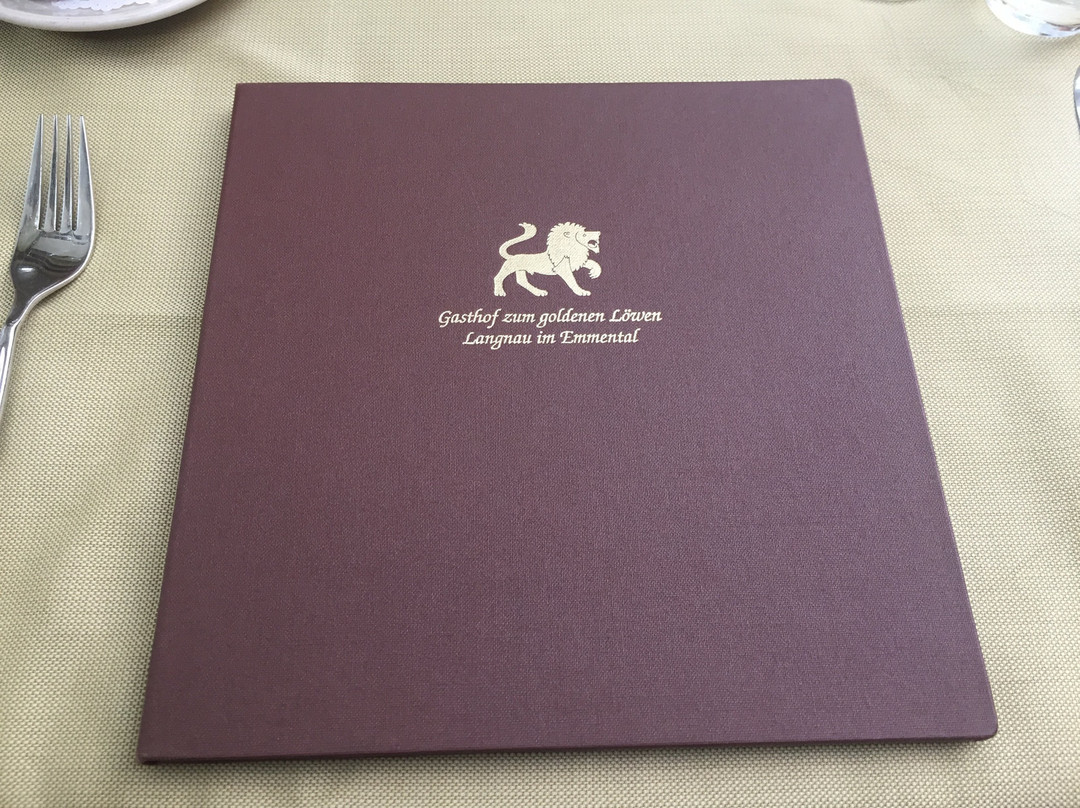 Gasthof zum goldenen Löwen
Langnau im Emmental